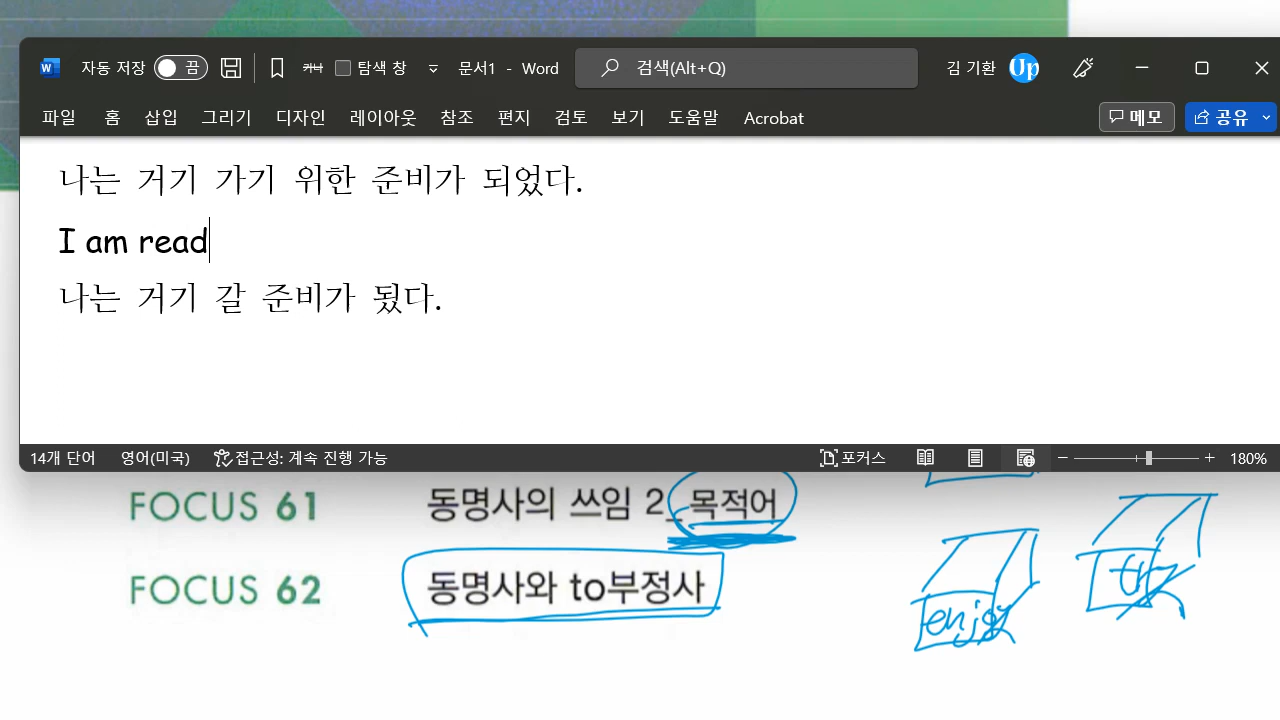 자동 저장 끔 가나 탐색 창 문서1 - Word 검색(Alt+Q) 김 기환 Up
파일 홈 삽입 그리기 디자인 레이아웃 참조 편지 검토 보기 도움말 Acrobat 메모 공유
나는 거기 가기 위한 준비가 되었다.
I am read
나는 거기 갈 준비가 됬다.
14개 단어 영어(미국) 접근성: 계속 진행 가능 포커스 180%
FOCUS 61 동명사의 쓰임 2_목적어
FOCUS 62 동명사와 to부정사
enjoy